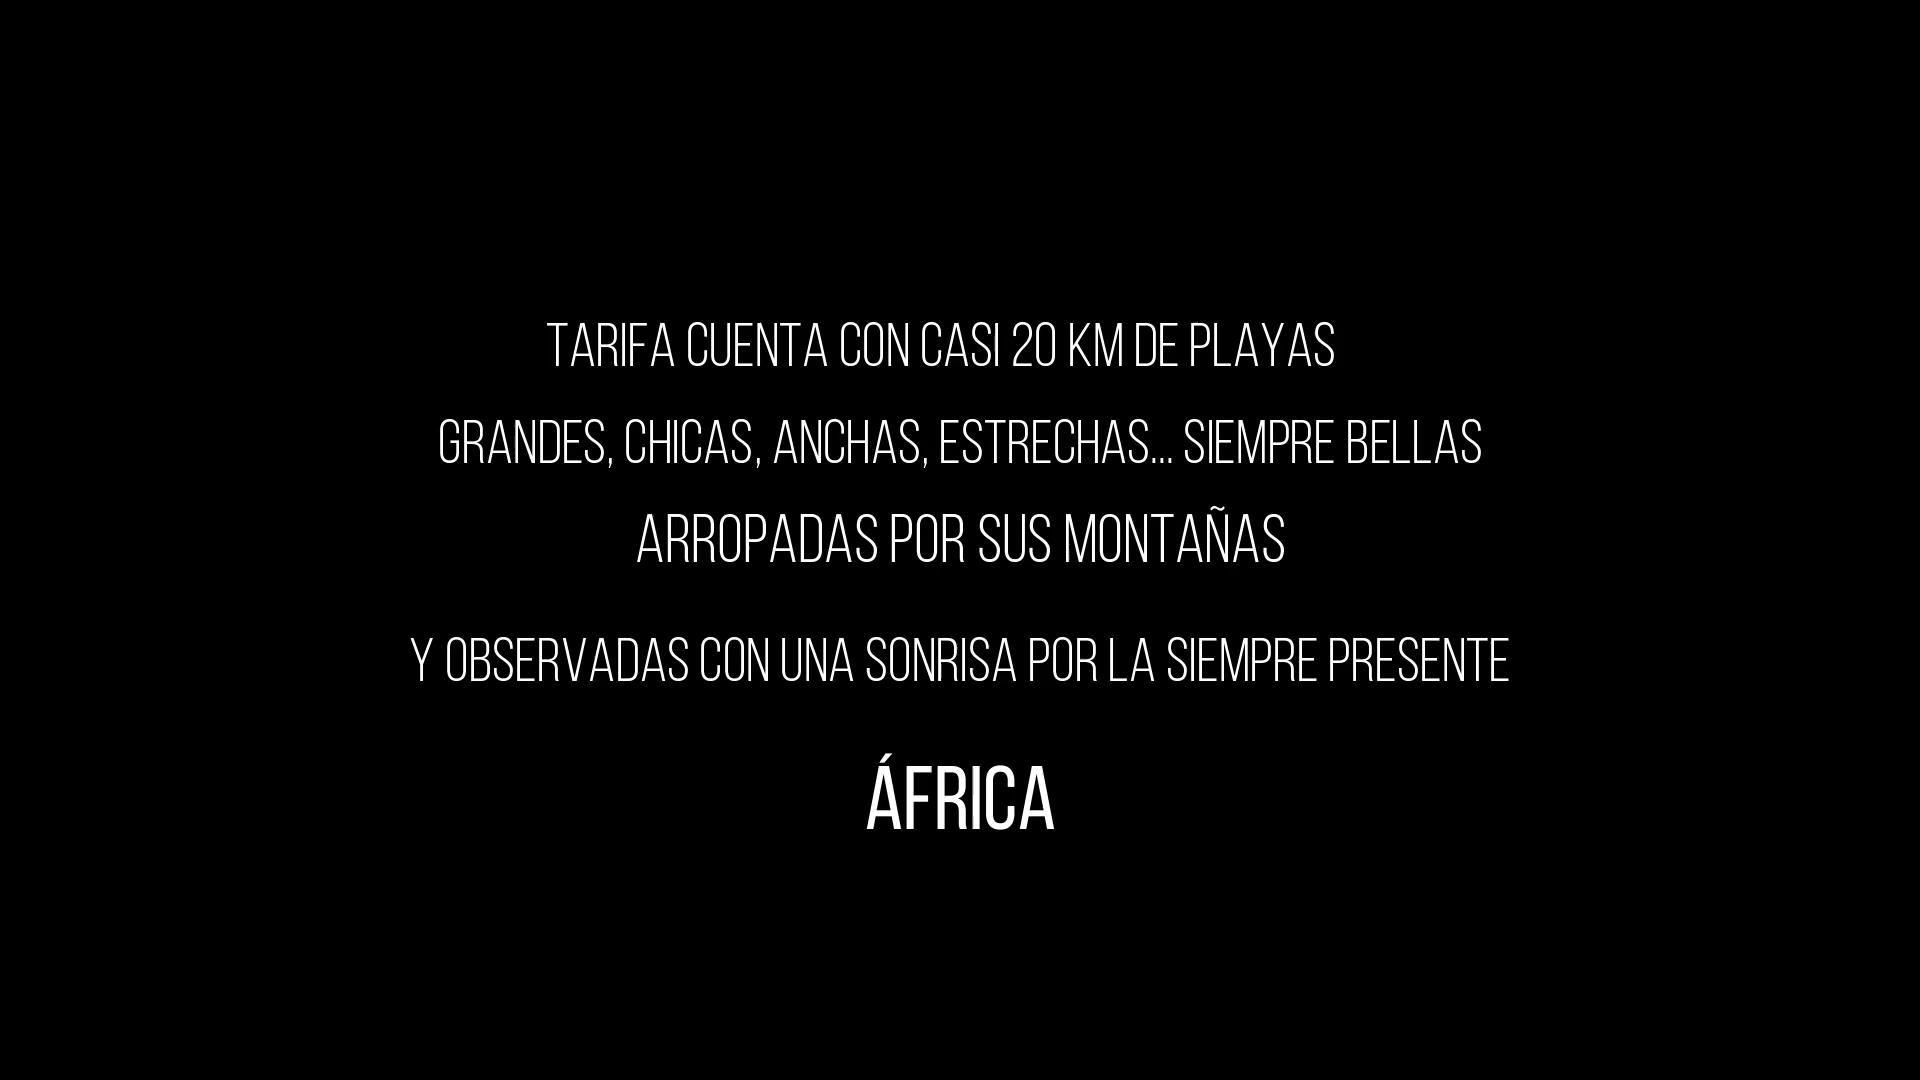 TARIFA CUENTA CON CASI 20 KM DE PLAYAS
GRANDES, CHICAS, ANCHAS, ESTRECHAS... SIEMPRE BELLAS
ARROPADAS POR SUS MONTAÑAS
Y OBSERVADAS CON UNA SONRISA POR LA SIEMPRE PRESENTE
ÁFRICA